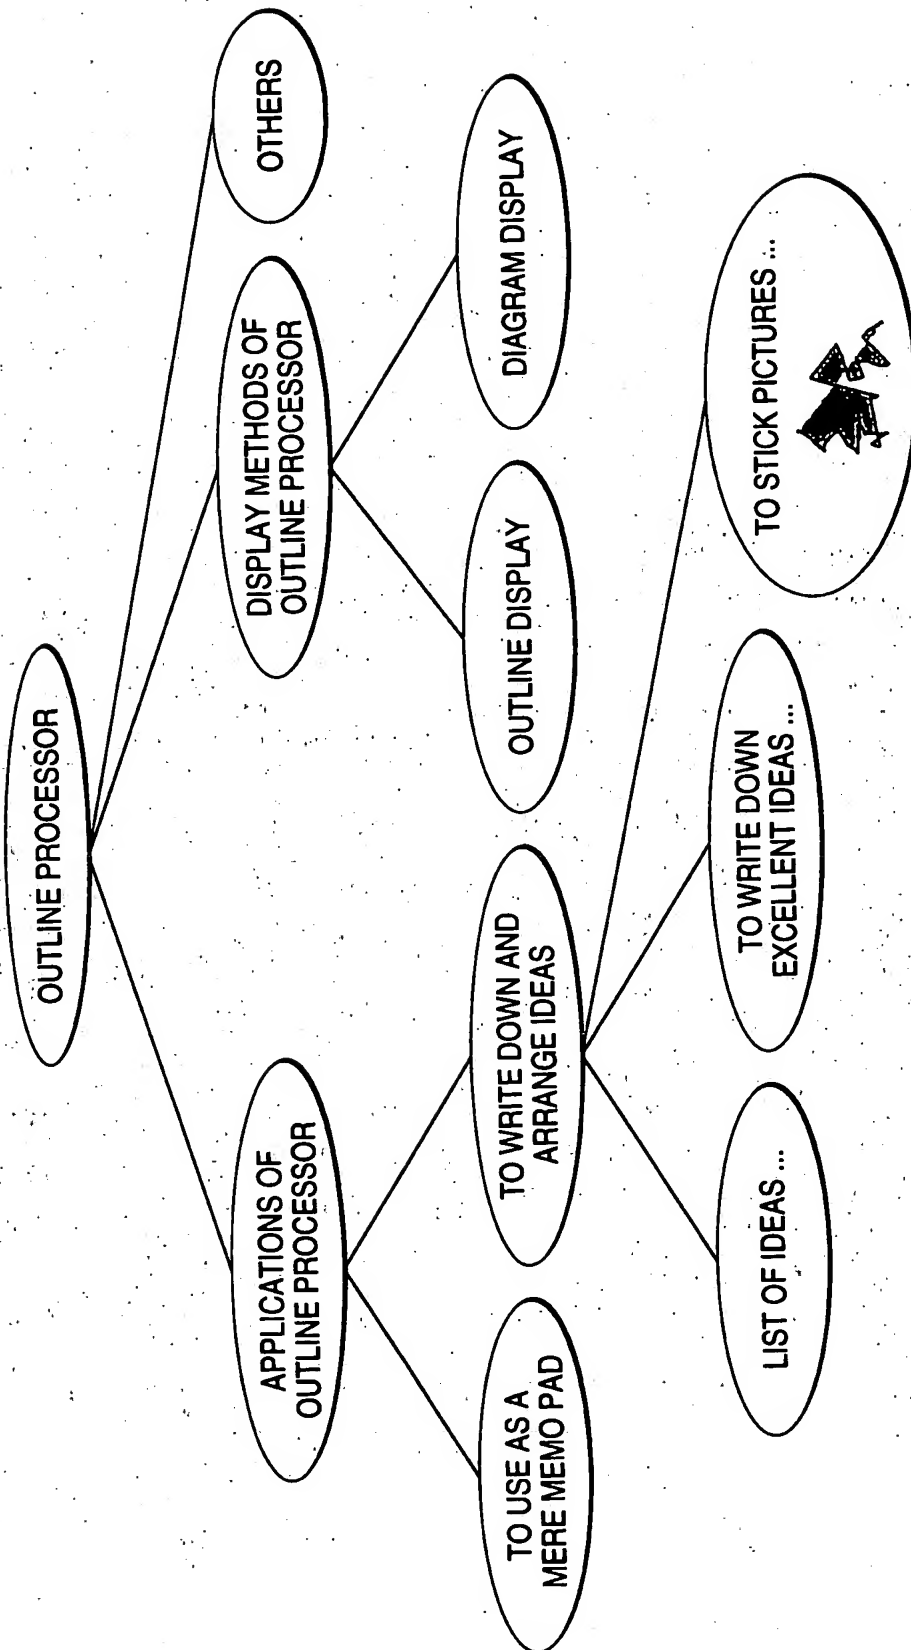 OUTLINE PROCESSOR
APPLICATIONS OF
OUTLINE PROCESSOR
DISPLAY METHODS OF
OUTLINE PROCESSOR
OTHERS
TO USE AS A
MERE MEMO PAD
TO WRITE DOWN AND
ARRANGE IDEAS
OUTLINE DISPLAY
DIAGRAM DISPLAY
LIST OF IDEAS ...
TO WRITE DOWN
EXCELLENT IDEAS ...
TO STICK PICTURES ...